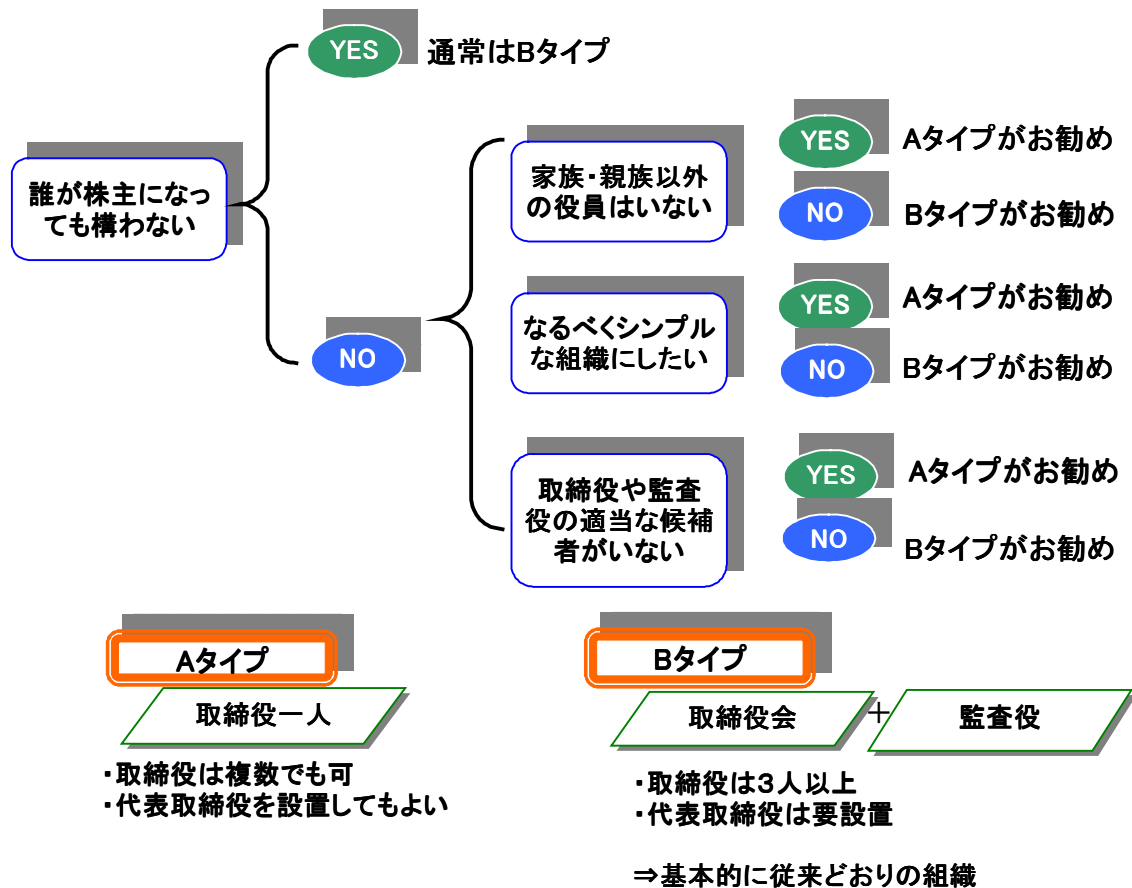 YES
通常はBタイプ
誰が株主になっ
ても構わない
NO
家族・親族以外
の役員はいない
YES
Aタイプがお勧め
NO
Bタイプがお勧め
なるべくシンプル
な組織にしたい
YES
Aタイプがお勧め
NO
Bタイプがお勧め
取締役や監査
役の適当な候補
者がいない
YES
Aタイプがお勧め
NO
Bタイプがお勧め
Aタイプ
取締役一人
・取締役は複数でも可
・代表取締役を設置してもよい
Bタイプ
取締役会
+
監査役
・取締役は3人以上
・代表取締役は要設置
⇒基本的に従来どおりの組織